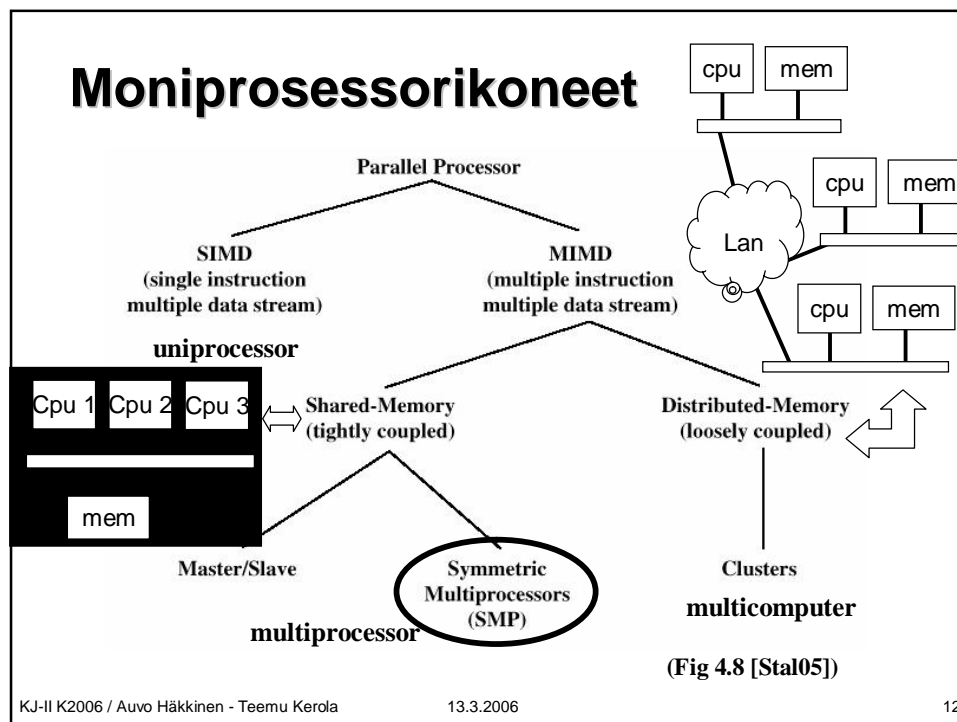 Moniprosessorikoneet
cpu
mem
cpu
mem
Lan
cpu
mem
Parallel Processor
SIMD
(single instruction
multiple data stream)
uniprocessor
MIMD
(multiple instruction
multiple data stream)
Cpu 1
Cpu 2
Cpu 3
mem
Shared-Memory
(tightly coupled)
Distributed-Memory
(loosely coupled)
Master/Slave
Symmetric
Multiprocessors
(SMP)
multiprocessor
Clusters
multicomputer
(Fig 4.8 [Stal05])
KJ-II K2006 / Auvo Häkkinen - Teemu Kerola
13.3.2006
12